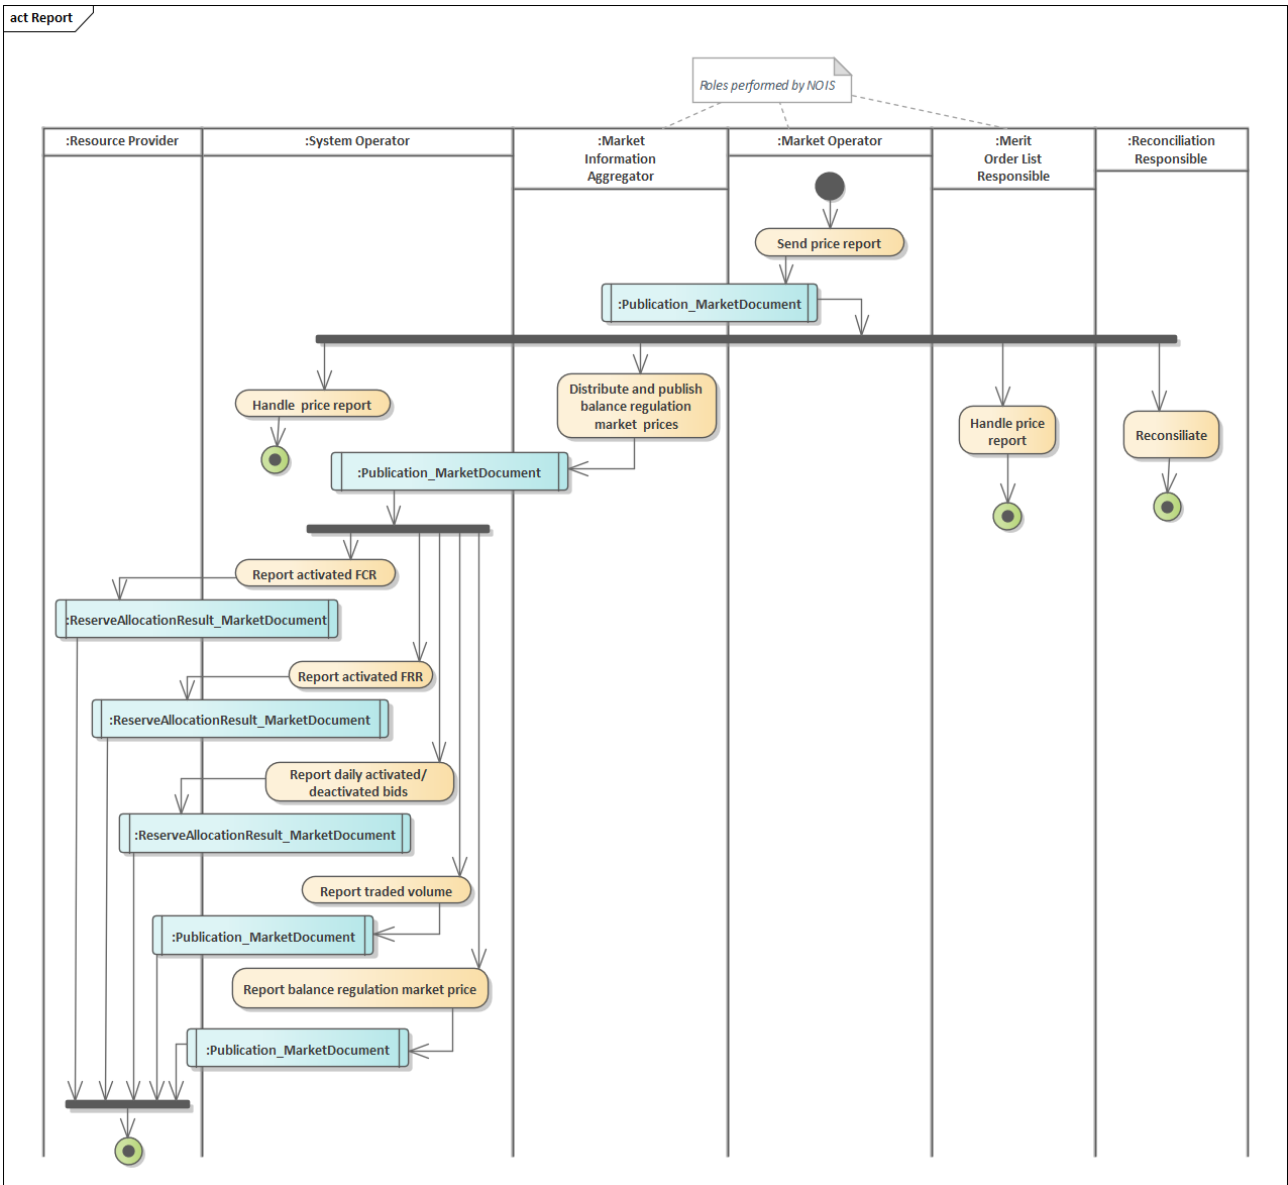 act Report
Roles performed by NOIS
:Resource Provider
:System Operator
:Market
Information
Aggregator
:Market Operator
:Merit
Order List
Responsible
:Reconciliation
Responsible
Send price report
:Publication_MarketDocument
Handle  price report
Distribute and publish
balance regulation
market  prices
Handle price
report
Reconsiliate
:Publication_MarketDocument
Report activated FCR
:ReserveAllocationResult_MarketDocument
Report activated FRR
:ReserveAllocationResult_MarketDocument
Report daily activated/
deactivated bids
:ReserveAllocationResult_MarketDocument
Report traded volume
:Publication_MarketDocument
Report balance regulation market price
:Publication_MarketDocument